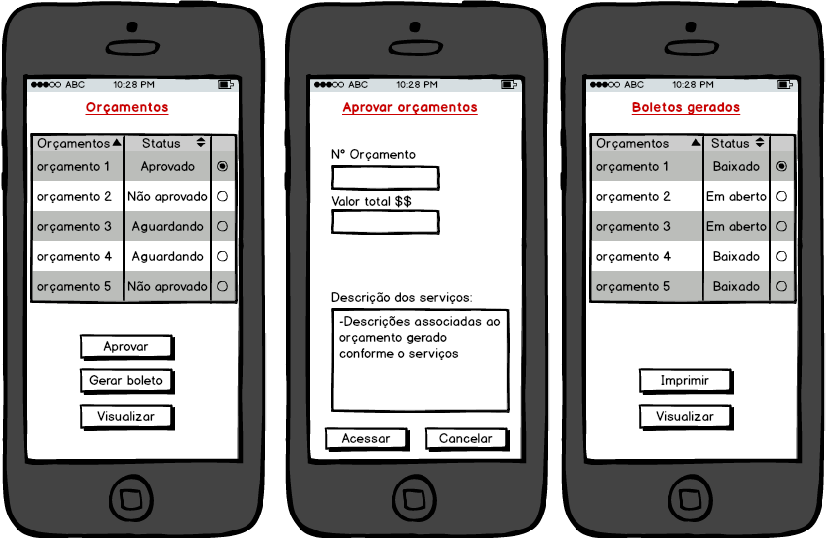 ABC 10:28 PM
Orçamentos
Orçamentos Status
orçamento 1 Aprovado
orçamento 2 Não aprovado
orçamento 3 Aguardando
orçamento 4 Aguardando
orçamento 5 Não aprovado
Aprovar
Gerar boleto
Visualizar
ABC 10:28 PM
Aprovar orçamentos
Nº Orçamento
Valor total $$
Descrição dos serviços:
-Descrições associadas ao
orçamento gerado
conforme o serviços
Acessar Cancelar
ABC 10:28 PM
Boletos gerados
Orçamentos Status
orçamento 1 Baixado
orçamento 2 Em aberto
orçamento 3 Em aberto
orçamento 4 Baixado
orçamento 5 Baixado
Imprimir
Visualizar